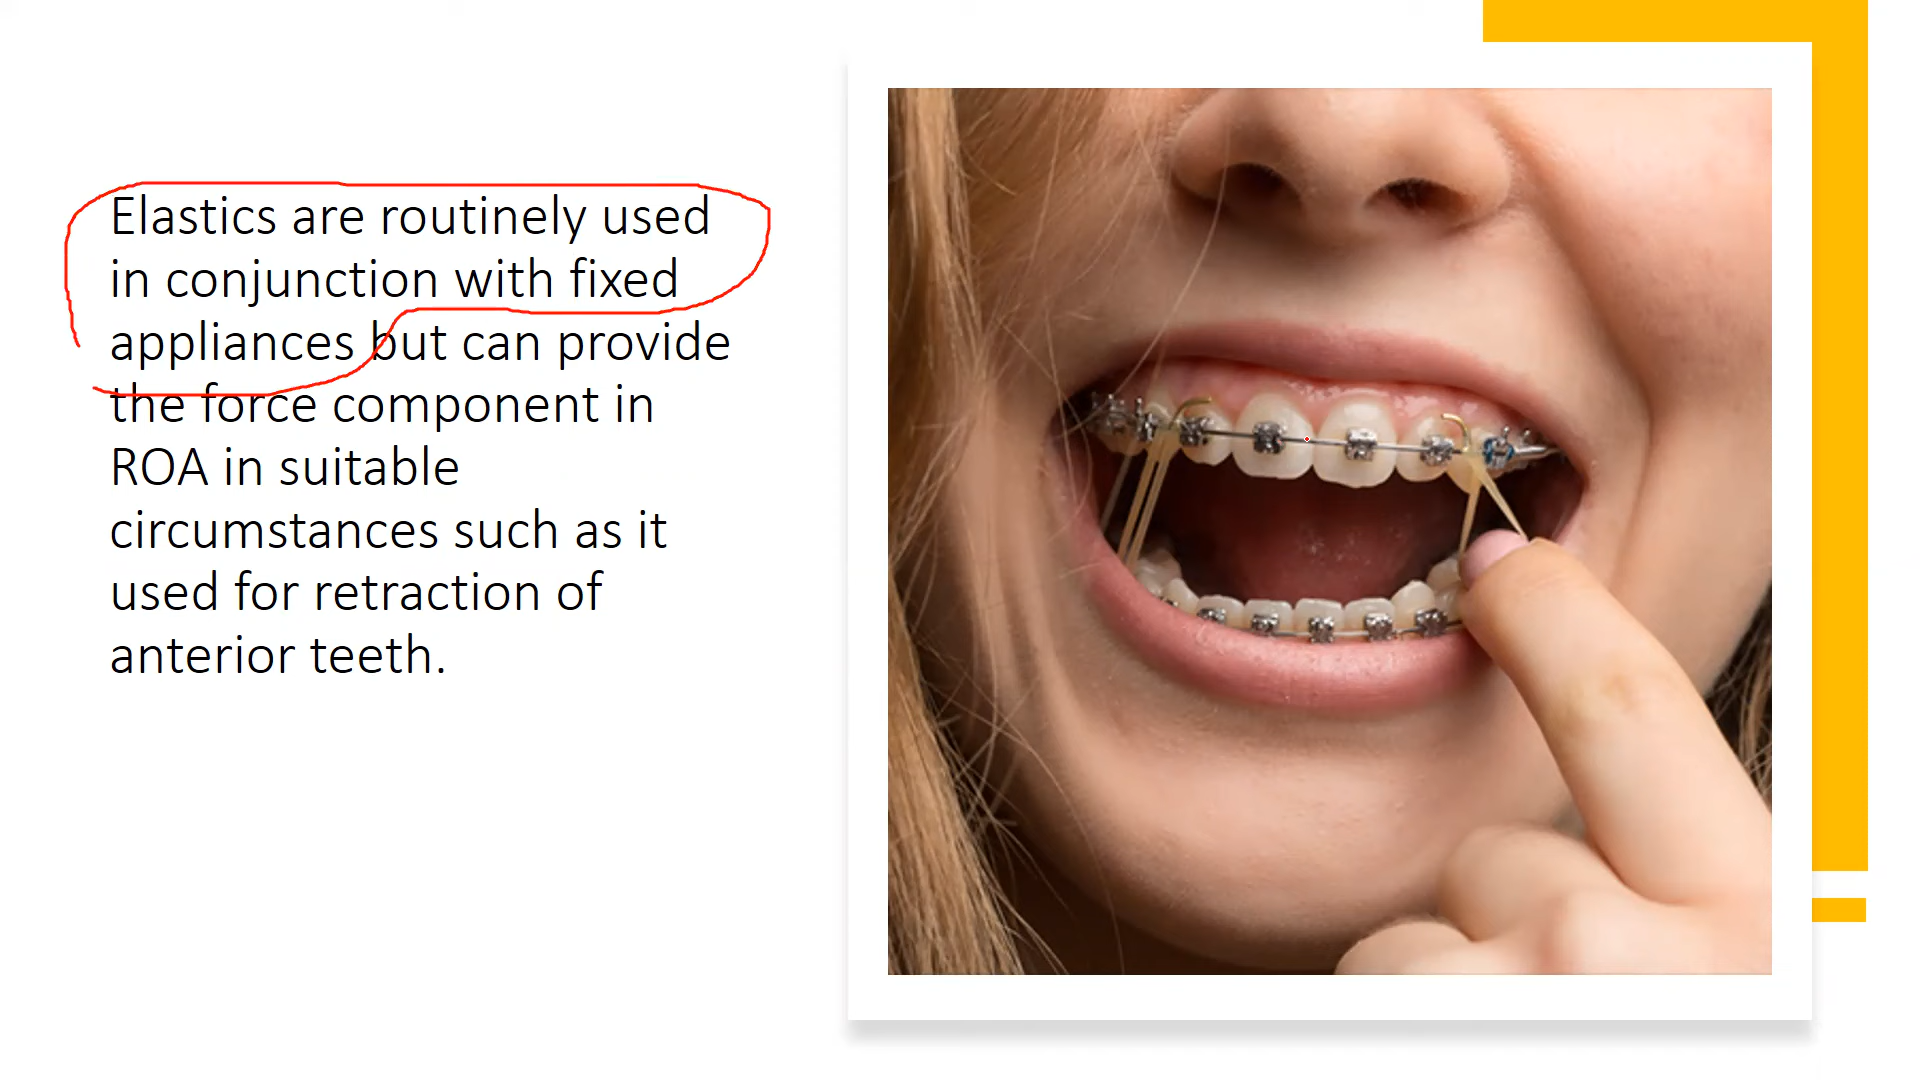 Elastics are routinely used
in conjunction with fixed
appliances but can provide
the force component in
ROA in suitable
circumstances such as it
used for retraction of
anterior teeth.